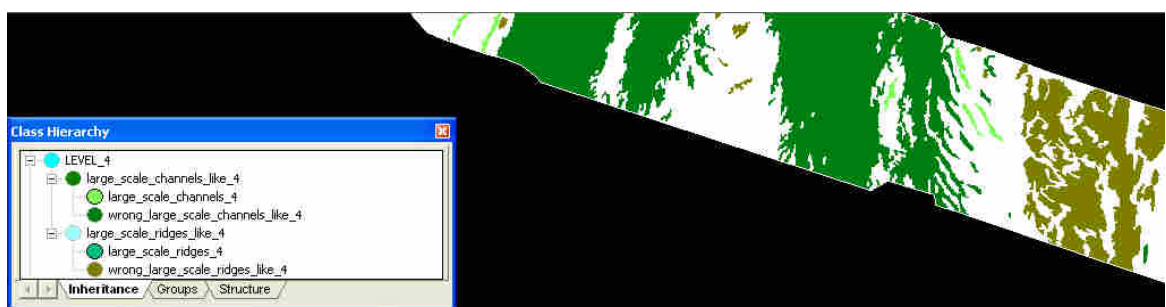 Class Hierarchy
LEVEL_4
large_scale_channels_like_4
large_scale_channels_4
wrong_large_scale_channels_like_4
large_scale_ridges_like_4
large_scale_ridges_4
wrong_large_scale_ridges_like_4
Inheritance Groups Structure